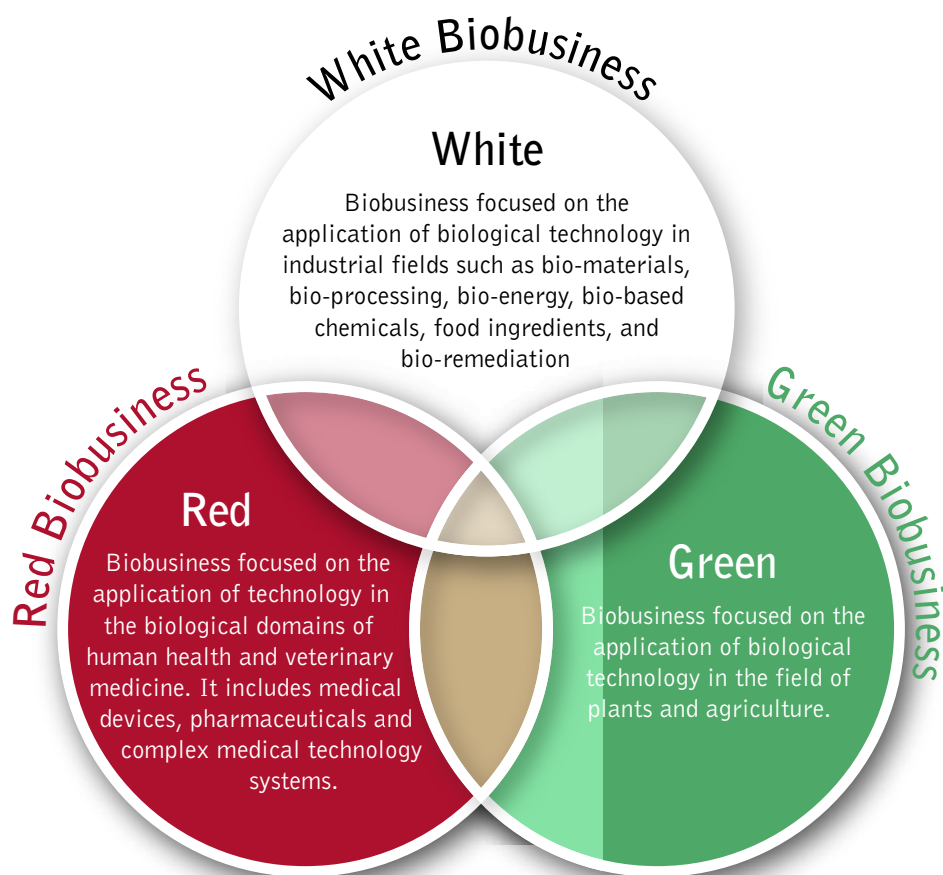 White Biobusiness
White
Biobusiness focused on the
application of biological technology in
industrial fields such as bio-materials,
bio-processing, bio-energy, bio-based
chemicals, food ingredients, and
bio-remediation
Red Biobusiness
Red
Biobusiness focused on the
application of technology in
the biological domains of
human health and veterinary
medicine. It includes medical
devices, pharmaceuticals and
complex medical technology
systems.
Green Biobusiness
Green
Biobusiness focused on the
application of biological
technology in the field of
plants and agriculture.